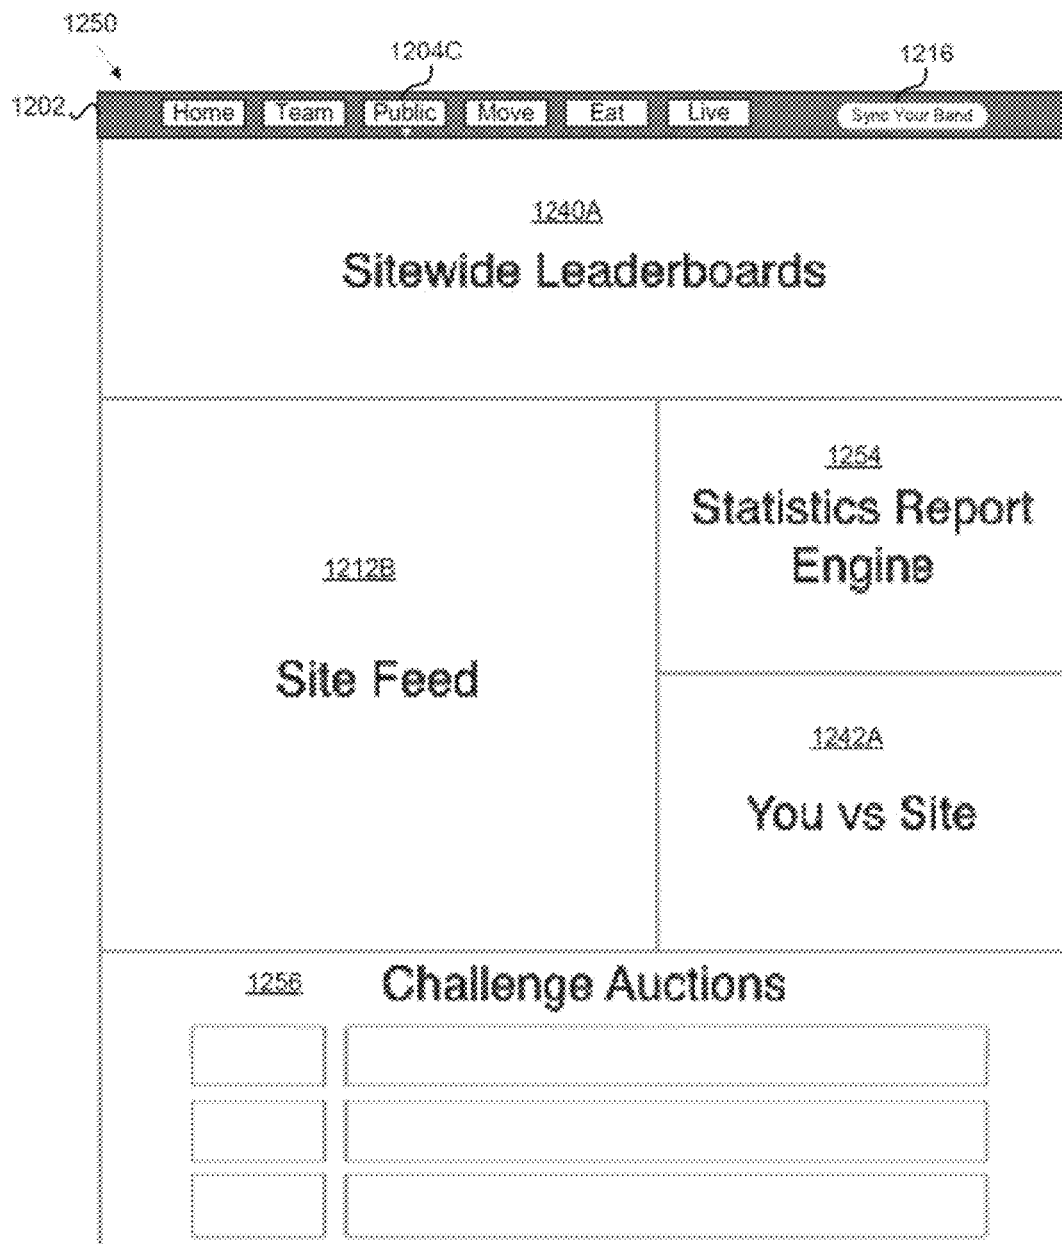 1250
1204C
1216
1202
Home Team Public Move Eat Live Sync Your Band
1240A
Sitewide Leaderboards
1254
Statistics Report
Engine
1212B
Site Feed
1242A
You vs Site
1256 Challenge Auctions